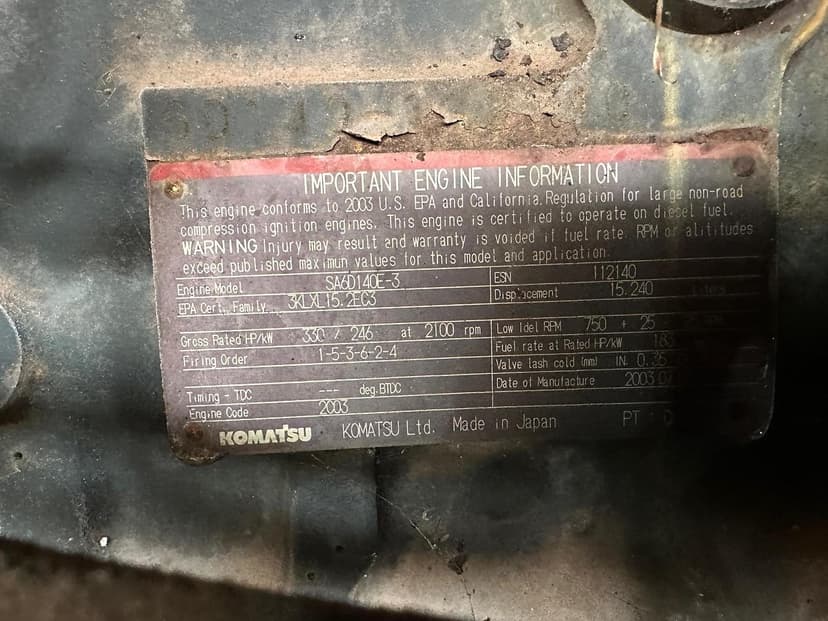 6D140-
IMPORTANT ENGINE INFORMATION
This engine conforms to 2003 U.S. EPA and California Regulation for large non-road
compression ignition engines. This engine is certified to operate on diesel fuel.
WARNING Injury may result and warranty is voided if fuel rate. RPM or alititudes
exceed published maximun values for this model and application.
Engine Model SA6D140E-3 ESN 112140
EPA Cert. Family 3KLXL15.2EC3 Displacement 15.240
Gross Rated HP/kW 330 / 246 at 2100 rpm Low Idel RPM 750 + 25
Firing Order 1-5-3-6-2-4 Fuel rate at Rated HP/kW
Valve lash cold (mm) IN. 0.35
Timing - TDC --- deg.BTDC Date of Manufacture 2003
Engine Code 2003
KOMATSU KOMATSU Ltd. Made in Japan PT